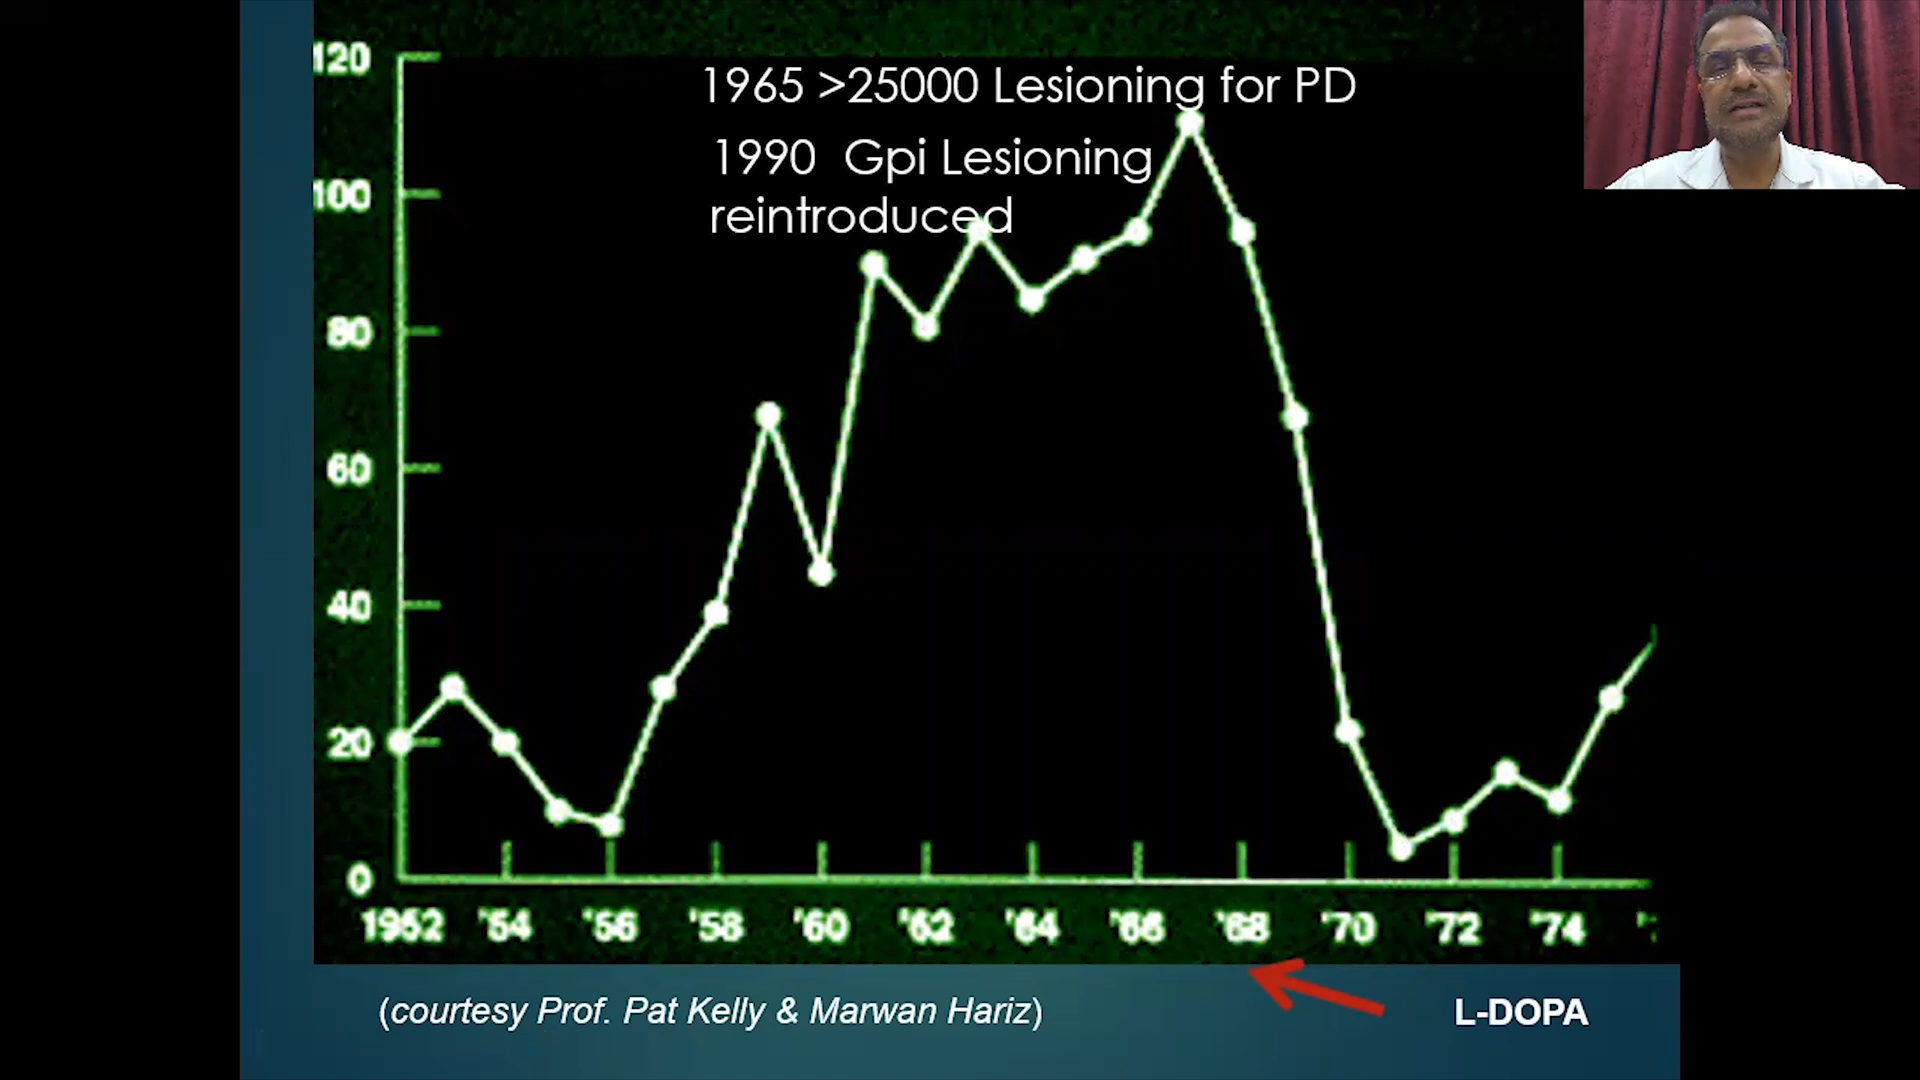 1965 >25000 Lesioning for PD
1990 Gpi Lesioning
reintroduced
120
100
80
60
40
20
0
1952 '54 '56 '58 '60 '62 '64 '66 '68 '70 '72 '74
(courtesy Prof. Pat Kelly & Marwan Hariz)
L-DOPA